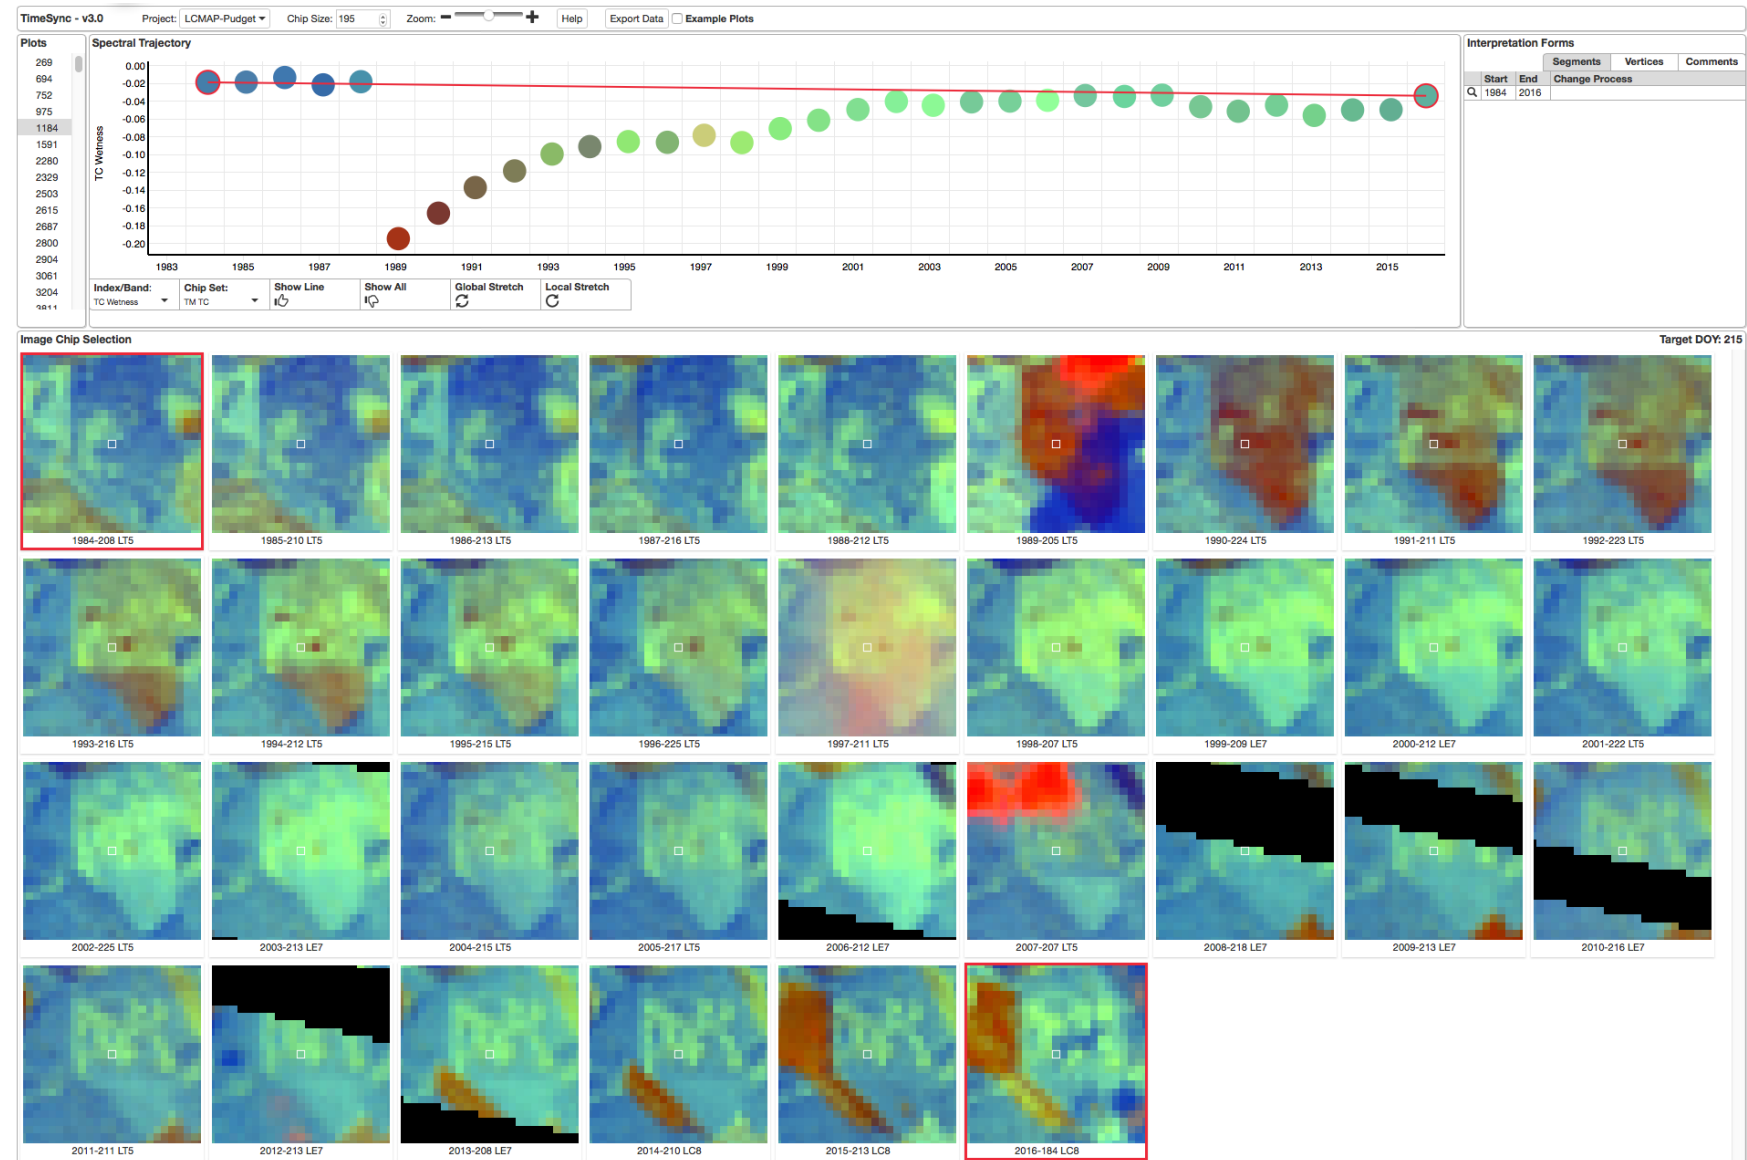 TimeSync - v3.0 Project: LCMAP-Pudget Chip Size: 195 Zoom: Help Export Data Example Plots
Plots
269
694
752
975
1184
1591
2280
2329
2503
2615
2687
2800
2904
3061
3204
3811
Spectral Trajectory
TC Wetness
0.00
-0.02
-0.04
-0.06
-0.08
-0.10
-0.12
-0.14
-0.16
-0.18
-0.20
1983 1985 1987 1989 1991 1993 1995 1997 1999 2001 2003 2005 2007 2009 2011 2013 2015
Index/Band: Chip Set: Show Line Show All Global Stretch Local Stretch
TC Wetness TM TC
Interpretation Forms
Segments Vertices Comments
Start End Change Process
1984 2016
Image Chip Selection Target DOY: 215
1984-208 LT5 1985-210 LT5 1986-213 LT5 1987-216 LT5 1988-212 LT5 1989-205 LT5 1990-224 LT5 1991-211 LT5 1992-223 LT5
1993-216 LT5 1994-212 LT5 1995-215 LT5 1996-225 LT5 1997-211 LT5 1998-207 LT5 1999-209 LE7 2000-212 LE7 2001-222 LT5
2002-225 LT5 2003-213 LE7 2004-215 LT5 2005-217 LT5 2006-212 LE7 2007-207 LT5 2008-218 LE7 2009-213 LE7 2010-216 LE7
2011-211 LT5 2012-213 LE7 2013-208 LE7 2014-210 LC8 2015-213 LC8 2016-184 LC8